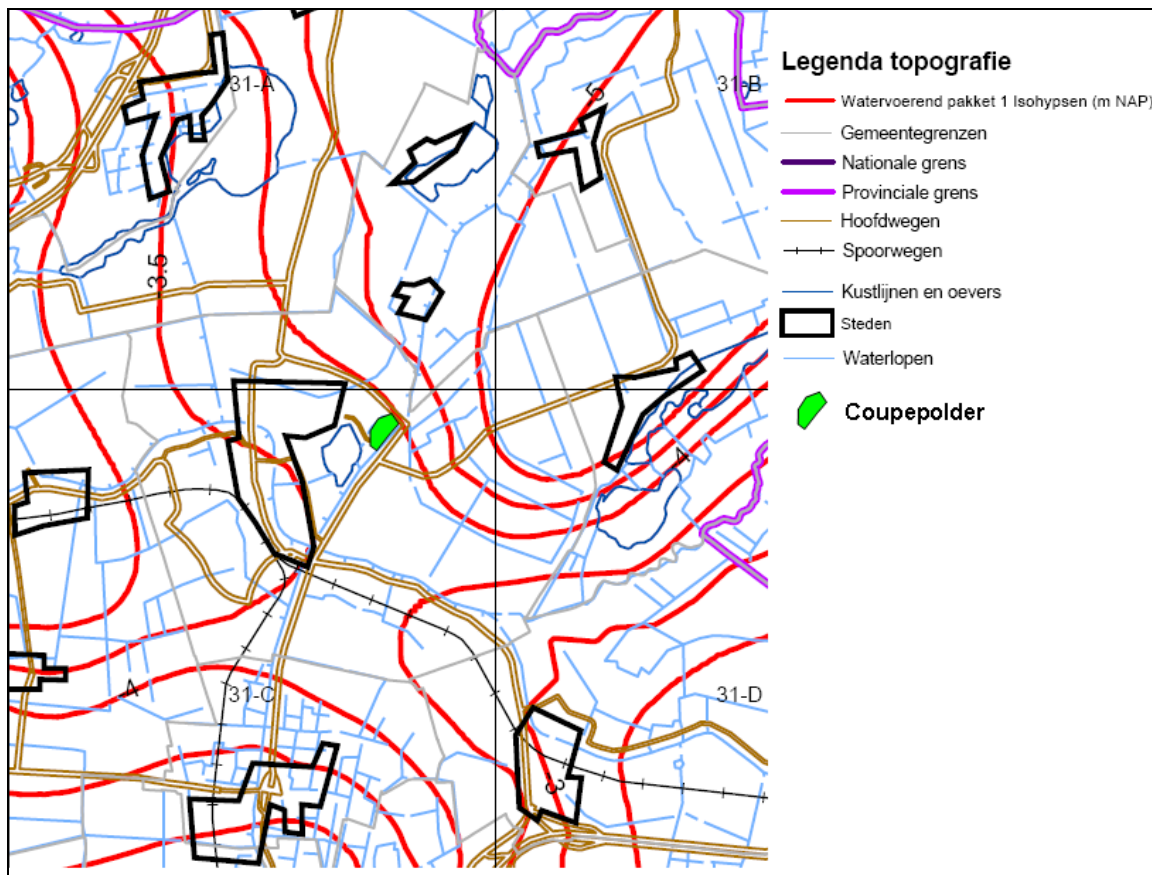 31-A
31-B
5
-3.5
4
4
31-C
31-D
3
Legenda topografie
Watervoerend pakket 1 Isohypsen (m NAP)
Gemeentegrenzen
Nationale grens
Provinciale grens
Hoofdwegen
Spoorwegen
Kustlijnen en oevers
Steden
Waterlopen
Coupepolder